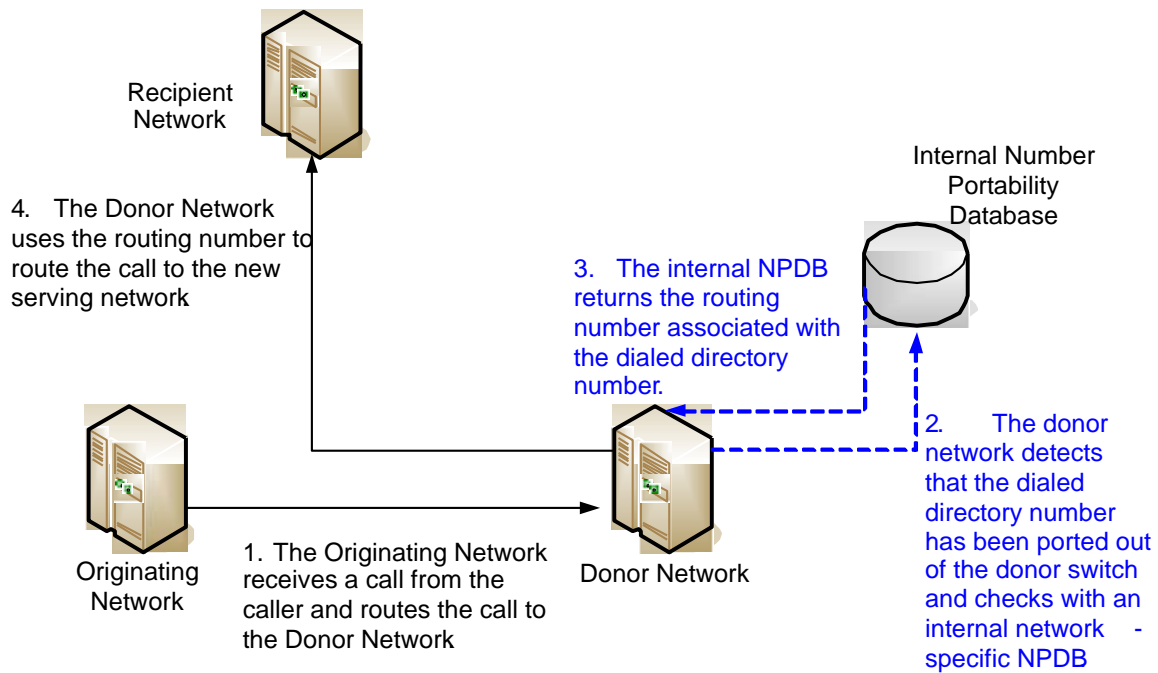 Recipient
Network
Internal Number
Portability
Database
4. The Donor Network
uses the routing number to
route the call to the new
serving network
3. The internal NPDB
returns the routing
number associated with
the dialed directory
number.
2. The donor
network detects
that the dialed
directory number
has been ported out
of the donor switch
and checks with an
internal network -
specific NPDB
Originating
Network
1. The Originating Network
receives a call from the
caller and routes the call to
the Donor Network
Donor Network